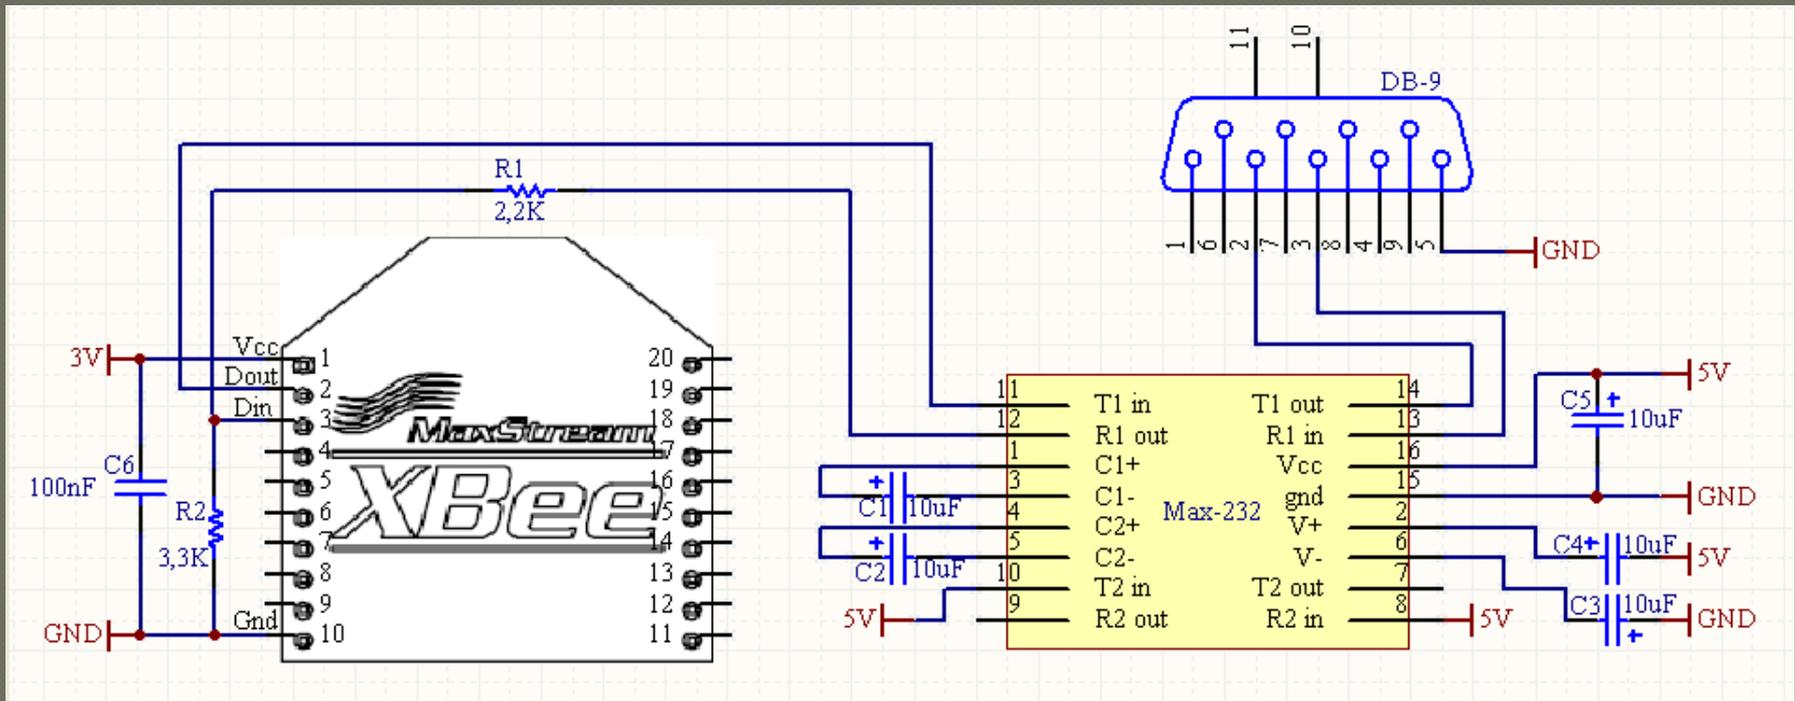 11
10
DB-9
R1
2,2K
1
6
2
7
3
8
4
9
5
GND
3V
Vcc
Dout
Din
Gnd
GND
C6
100nF
R2
3,3K
1
2
3
4
5
6
7
8
9
10
20
19
18
17
16
15
14
13
12
11
MaxStream
XBee
11
12
1
3
4
5
10
9
T1 in
R1 out
C1+
C1-
C2+
C2-
T2 in
R2 out
Max-232
T1 out
R1 in
Vcc
gnd
V+
V-
T2 out
R2 in
14
13
16
15
2
6
7
8
+
C1
10uF
+
C2
10uF
5V
5V
5V
C5
+
10uF
GND
C4
+
10uF
5V
C3
10uF
+
GND